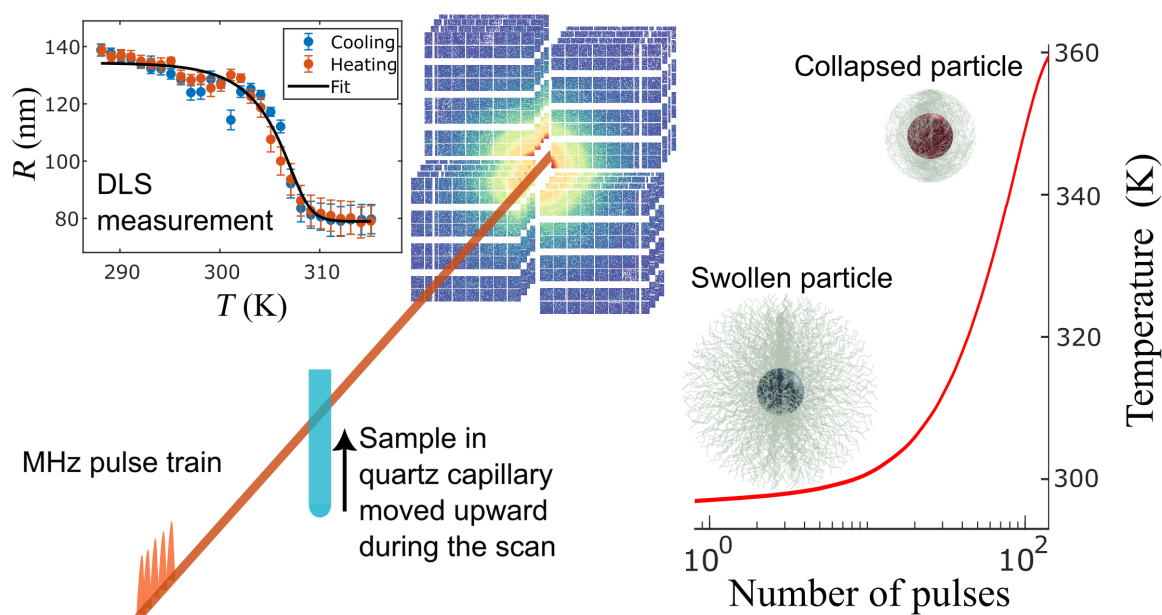 140
120
100
80
R (nm)
Cooling
Heating
Fit
DLS
measurement
290
300
310
T (K)
MHz pulse train
Sample in
quartz capillary
moved upward
during the scan
Collapsed particle
Swollen particle
360
340
320
300
Temperature (K)
10⁰
10²
Number of pulses